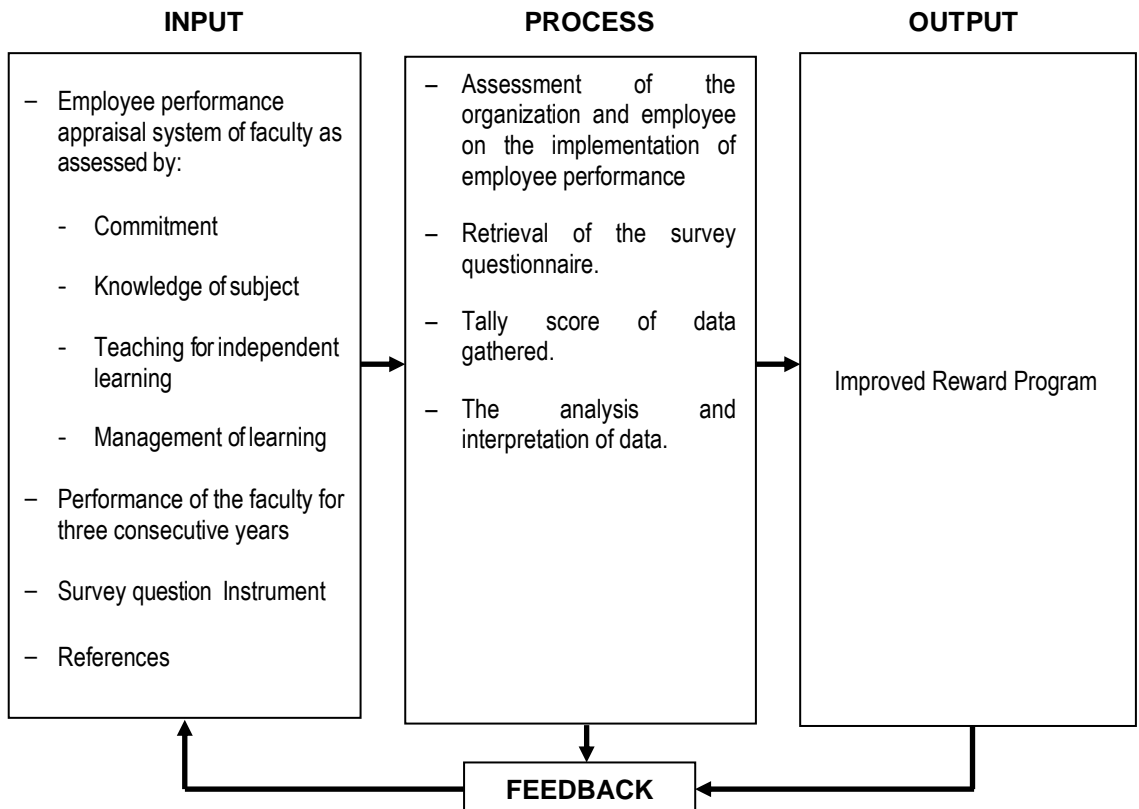 INPUT
– Employee performance
appraisal system of faculty as
assessed by:
- Commitment
- Knowledge of subject
- Teaching for independent
learning
- Management of learning
– Performance of the faculty for
three consecutive years
– Survey question Instrument
– References
PROCESS
– Assessment of the
organization and employee
on the implementation of
employee performance
– Retrieval of the survey
questionnaire.
– Tally score of data
gathered.
– The analysis and
interpretation of data.
OUTPUT
Improved Reward Program
FEEDBACK